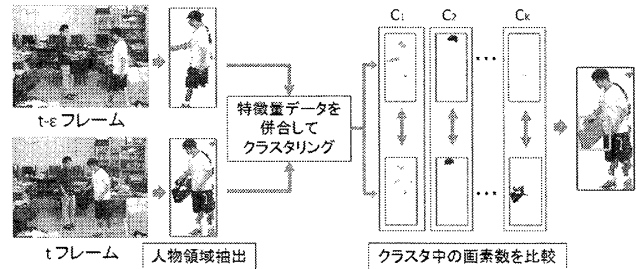 C1
C2
CK
t-ε フレーム
特徴量データを
併合して
クラスタリング
t フレーム
人物領域抽出
クラスタ中の画素数を比較